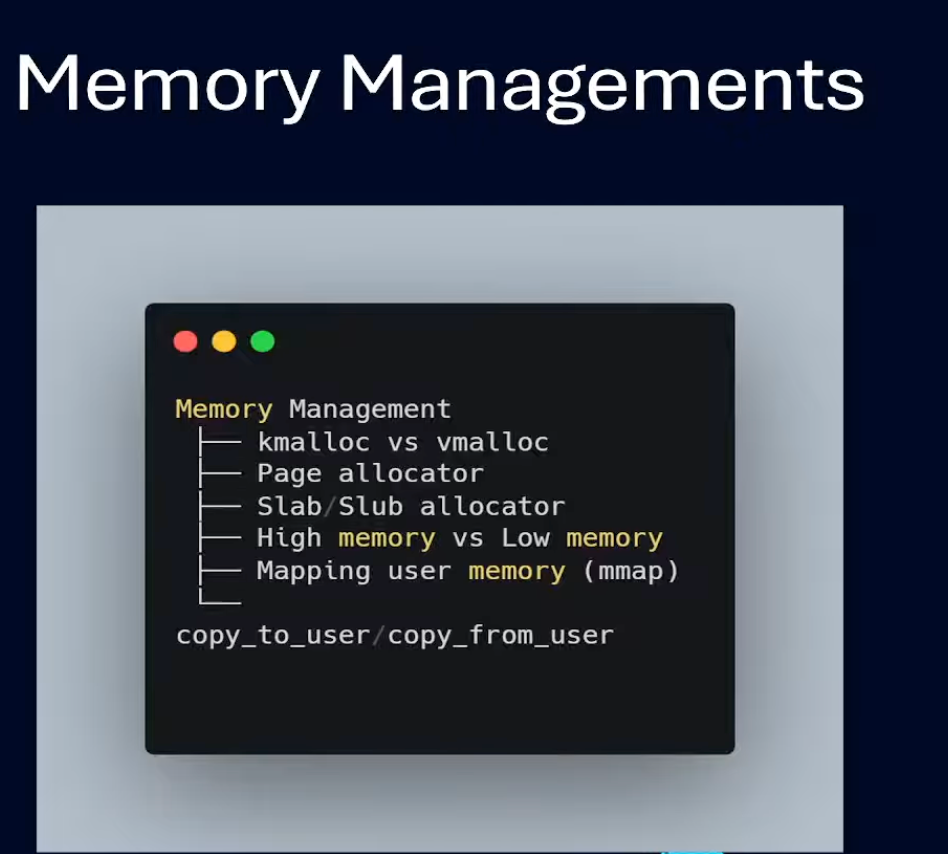 Memory Managements
Memory Management
├── kmalloc vs vmalloc
├── Page allocator
├── Slab/Slub allocator
├── High memory vs Low memory
├── Mapping user memory (mmap)
└──
copy_to_user/copy_from_user